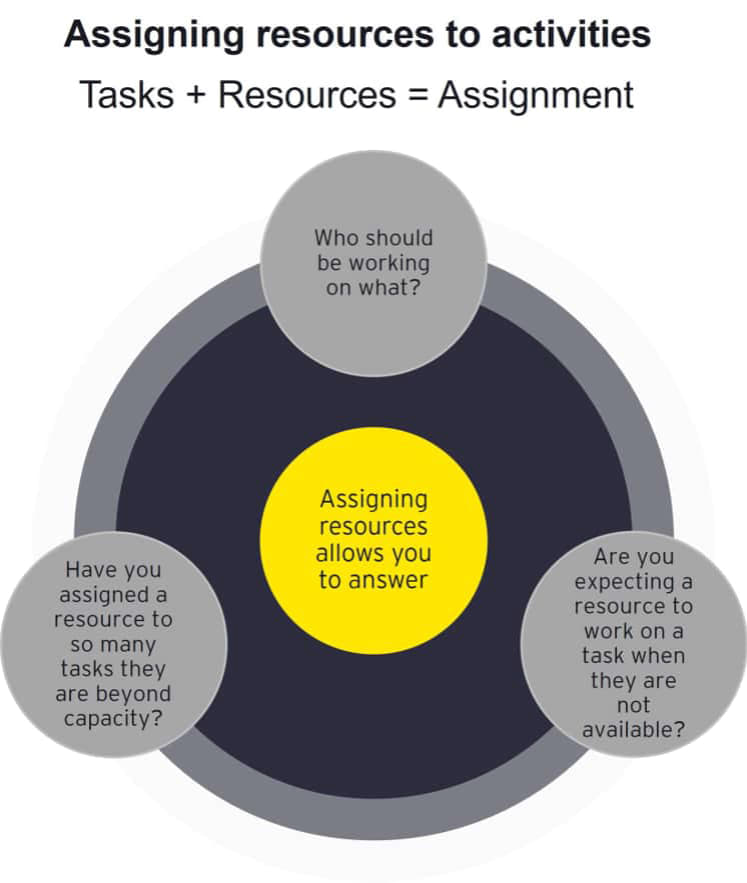 Assigning resources to activities
Tasks + Resources = Assignment
Who should
be working
on what?
Assigning
resources
allows you
to answer
Have you
assigned a
resource to
so many
tasks they
are beyond
capacity?
Are you
expecting a
resource to
work on a
task when
they are
not
available?